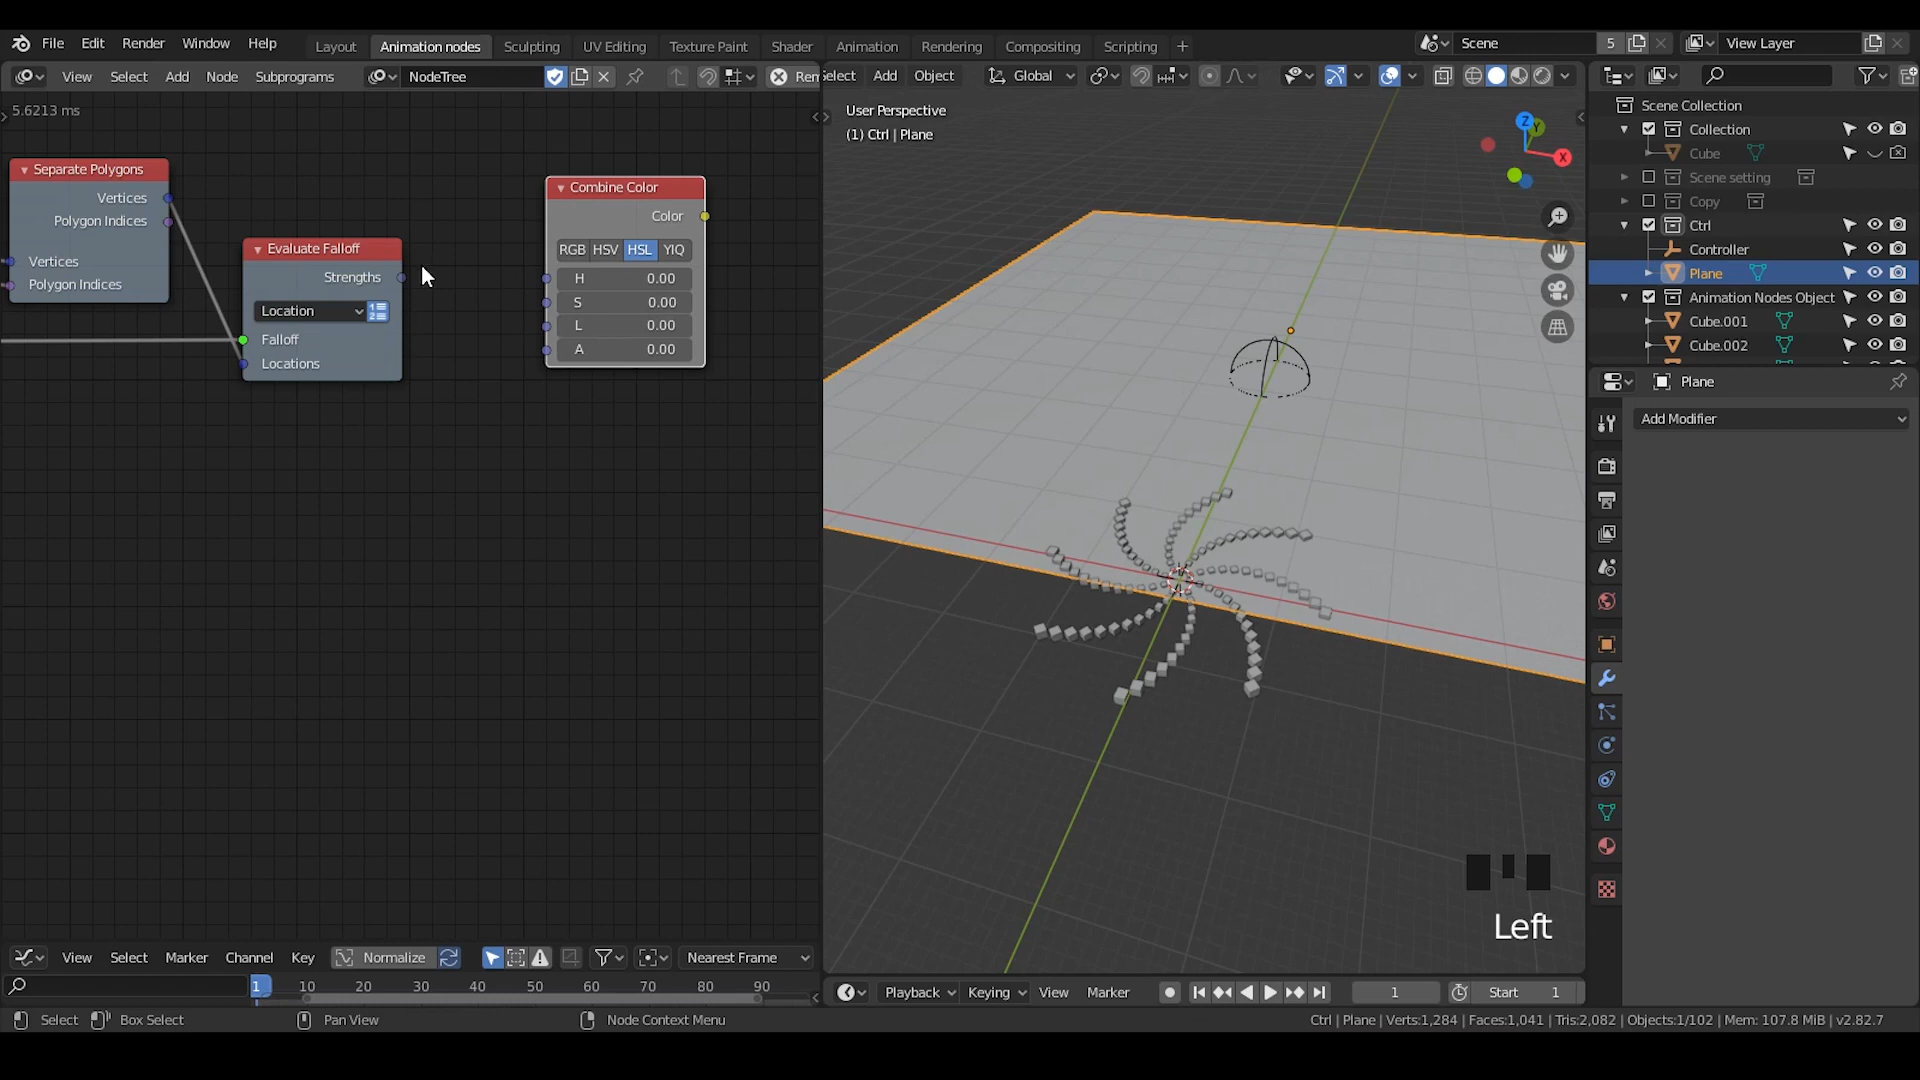 File Edit Render Window Help Layout Animation nodes Sculpting UV Editing Texture Paint Shader Animation Rendering Compositing Scripting + Scene 5 View Layer
View Select Add Node Subprograms NodeTree Ren
elect Add Object Global
5.6213 ms
User Perspective
(1) Ctrl | Plane
Z
Y
X
Separate Polygons
Vertices
Polygon Indices
Vertices
Polygon Indices
Evaluate Falloff
Strengths
Location
Falloff
Locations
Combine Color
Color
RGB HSV HSL YIQ
H 0.00
S 0.00
L 0.00
A 0.00
Scene Collection
Collection
Cube
Scene setting
Copy
Ctrl
Controller
Plane
Animation Nodes Object
Cube.001
Cube.002
Plane
Add Modifier
Left
View Select Marker Channel Key Normalize Nearest Frame
1 10 20 30 40 50 60 70 80 90
Playback Keying View Marker 1 Start 1
Select Box Select Pan View Node Context Menu
Ctrl | Plane | Verts:1,284 | Faces:1,041 | Tris:2,082 | Objects:1/102 | Mem: 107.8 MiB | v2.82.7